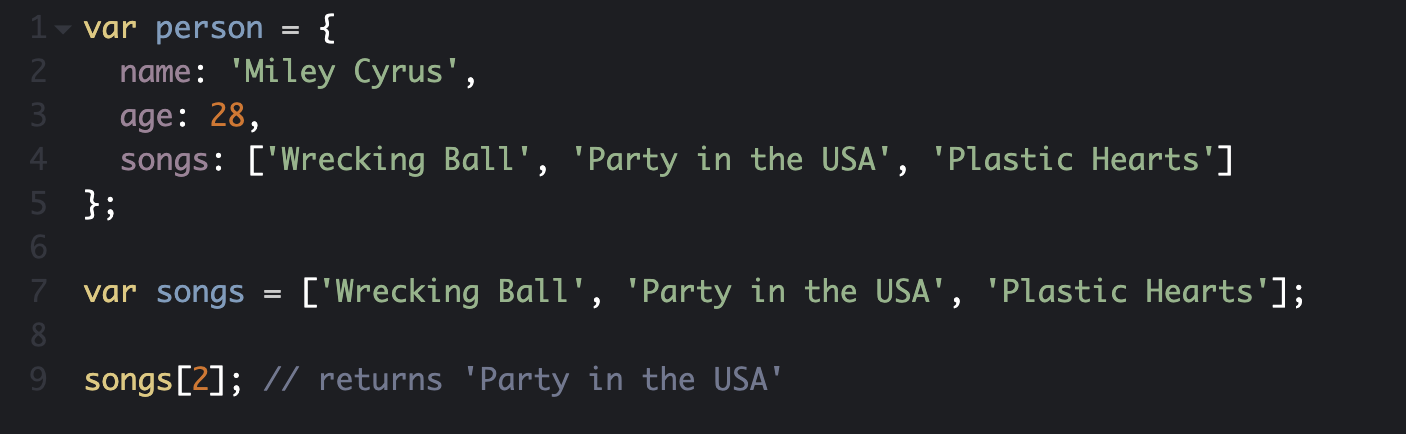 1 var person = {
2   name: 'Miley Cyrus',
3   age: 28,
4   songs: ['Wrecking Ball', 'Party in the USA', 'Plastic Hearts']
5 };
6
7 var songs = ['Wrecking Ball', 'Party in the USA', 'Plastic Hearts'];
8
9 songs[2]; // returns 'Party in the USA'